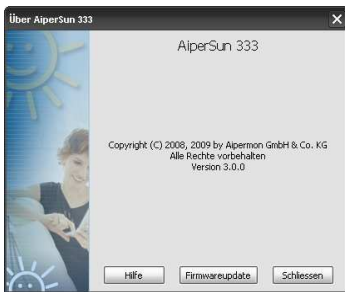 Über AiperSun 333
AiperSun 333
Copyright (C) 2008, 2009 by Aipermon GmbH & Co. KG
Alle Rechte vorbehalten
Version 3.0.0
Hilfe
Firmwareupdate
Schliessen